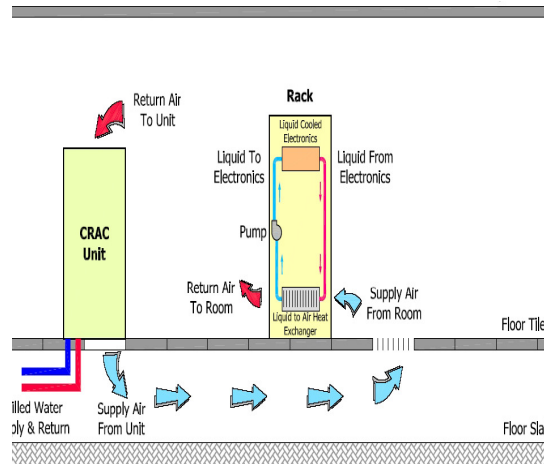 Return Air
To Unit
Rack
Liquid Cooled
Electronics
Liquid To
Electronics
Liquid From
Electronics
CRAC
Unit
Pump
Return Air
To Room
Supply Air
From Room
Liquid to Air Heat
Exchanger
Floor Tile
illed Water
ply & Return
Supply Air
From Unit
Floor Sla